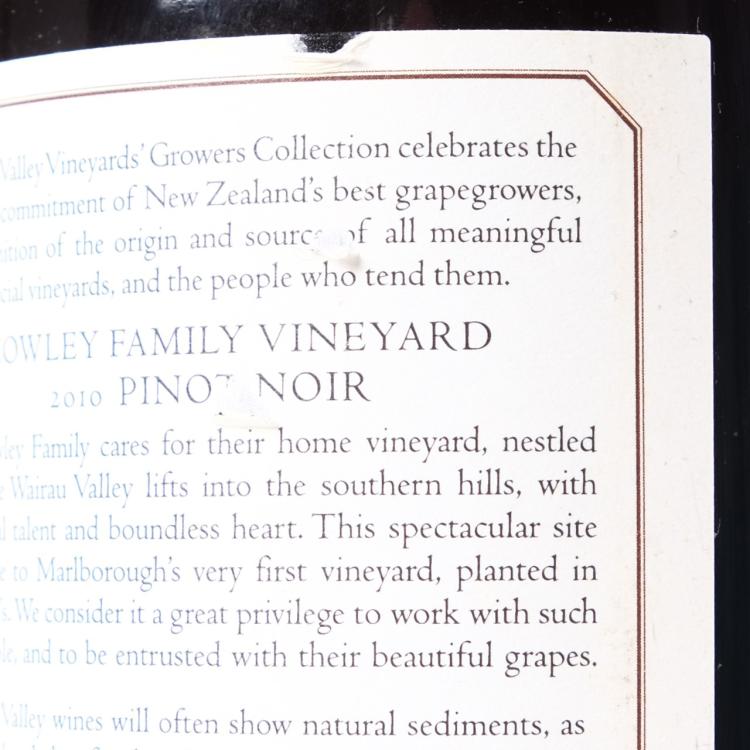 Valley Vineyards' Growers Collection celebrates the
commitment of New Zealand's best grapegrowers,
of the origin and source of all meaningful
vineyards, and the people who tend them.
OWLEY FAMILY VINEYARD
2010 PINOT NOIR
Family cares for their home vineyard, nestled
Wairau Valley lifts into the southern hills, with
talent and boundless heart. This spectacular site
to Marlborough's very first vineyard, planted in
We consider it a great privilege to work with such
and to be entrusted with their beautiful grapes.
Valley wines will often show natural sediments, as